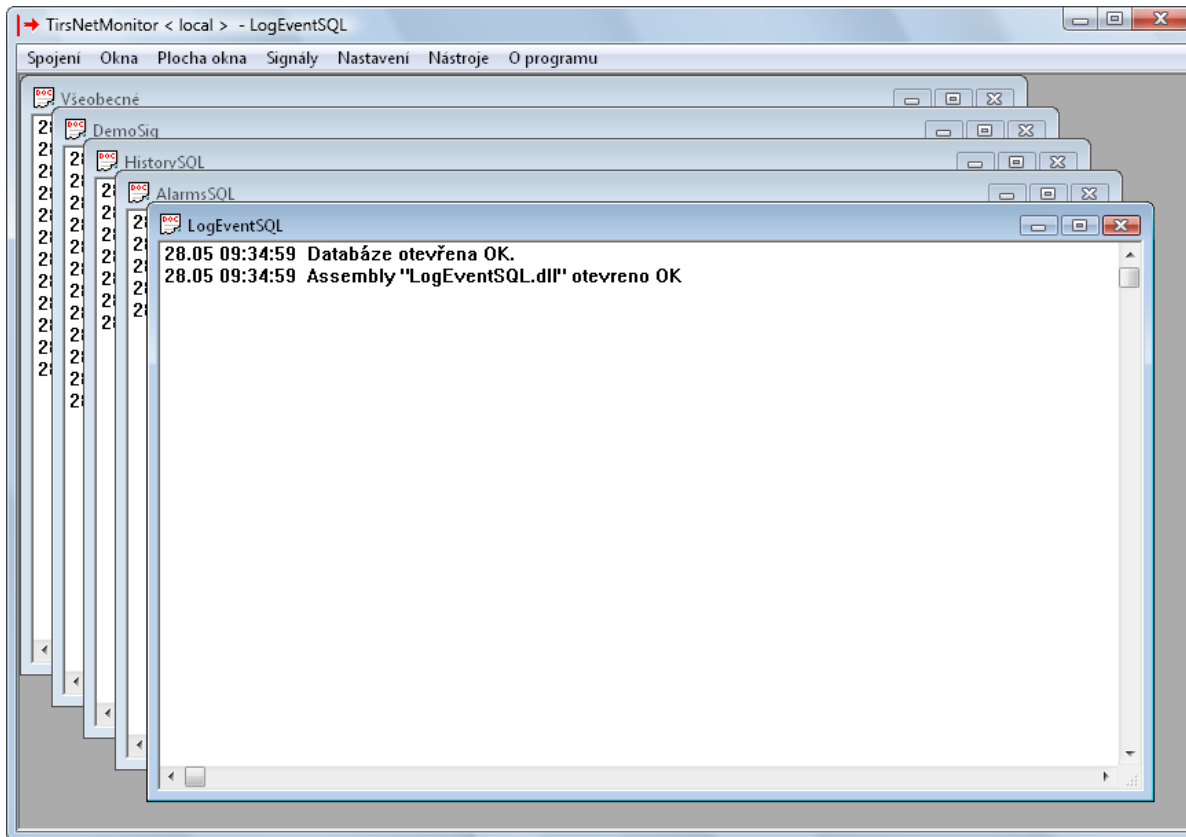 TirsNetMonitor < local > - LogEventSQL
Spojení Okna Plocha okna Signály Nastavení Nástroje O programu
Všeobecné
DemoSig
HistorySQL
AlarmsSQL
LogEventSQL
28.05 09:34:59 Databáze otevřena OK.
28.05 09:34:59 Assembly "LogEventSQL.dll" otevreno OK